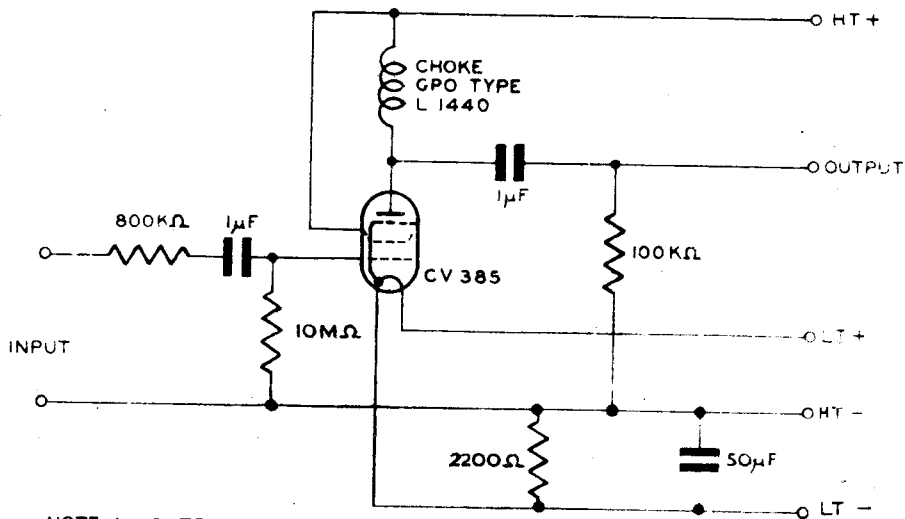 HT +
CHOKE
GPO TYPE
L 1440
OUTPUT
1µF
800KΩ
1µF
100KΩ
CV 385
10MΩ
LT +
INPUT
HT -
2200Ω
50µF
LT -
NOTE